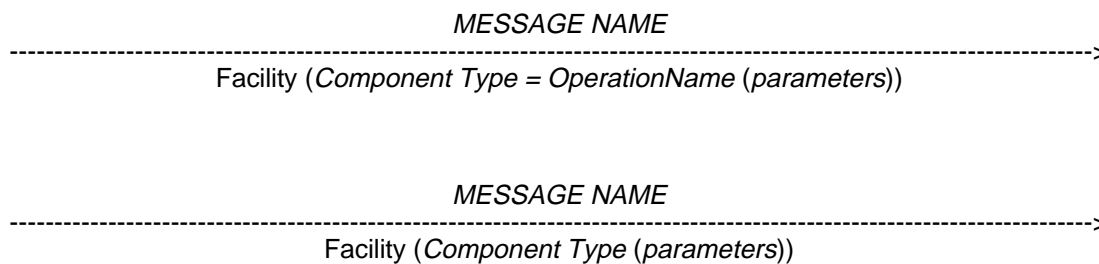 MESSAGE NAME
------------------------------------------------------------------------------------------------------------------------>
Facility (Component Type = OperationName (parameters))
MESSAGE NAME
------------------------------------------------------------------------------------------------------------------------>
Facility (Component Type (parameters))